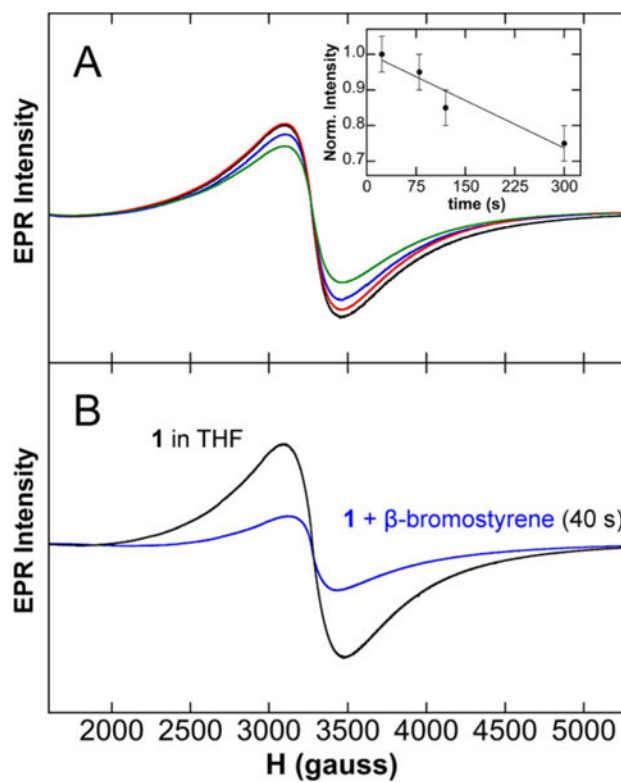 A
EPR Intensity
Norm. Intensity
1.0
0.9
0.8
0.7
0 75 150 225 300
time (s)
B
EPR Intensity
1 in THF
1 + β-bromostyrene (40 s)
2000 2500 3000 3500 4000 4500 5000
H (gauss)